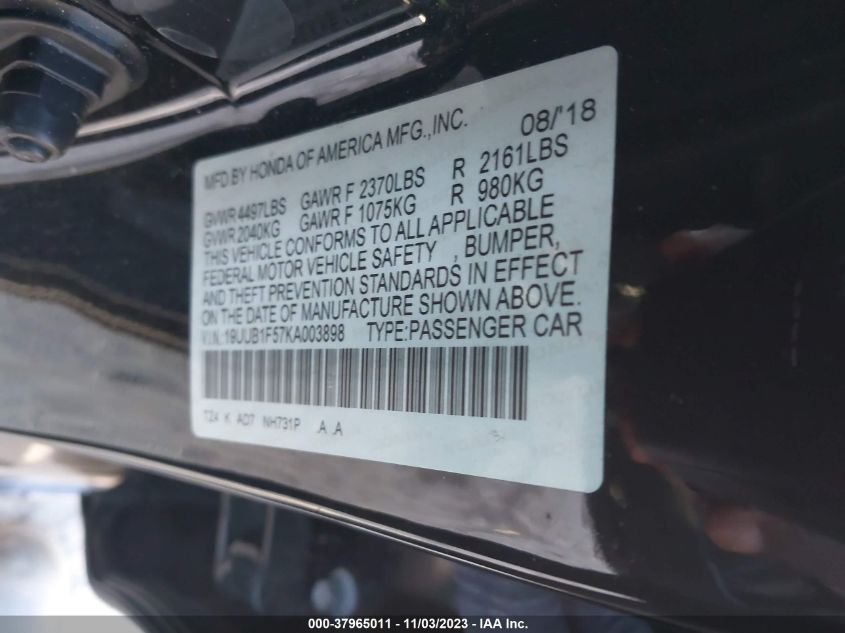 MFD.BY HONDA OF AMERICA MFG.,INC. 08/'18
GVWR 4497LBS GAWR F 2370LBS R 2161LBS
GVWR 2040KG GAWR F 1075KG R 980KG
THIS VEHICLE CONFORMS TO ALL APPLICABLE
FEDERAL MOTOR VEHICLE SAFETY , BUMPER,
AND THEFT PREVENTION STANDARDS IN EFFECT
ON THE DATE OF MANUFACTURE SHOWN ABOVE.
V.I.N.:19UUB1F57KA003898 TYPE:PASSENGER CAR
TZ4 K AD7 NH731P .A .A
000-37965011 - 11/03/2023 - IAA Inc.